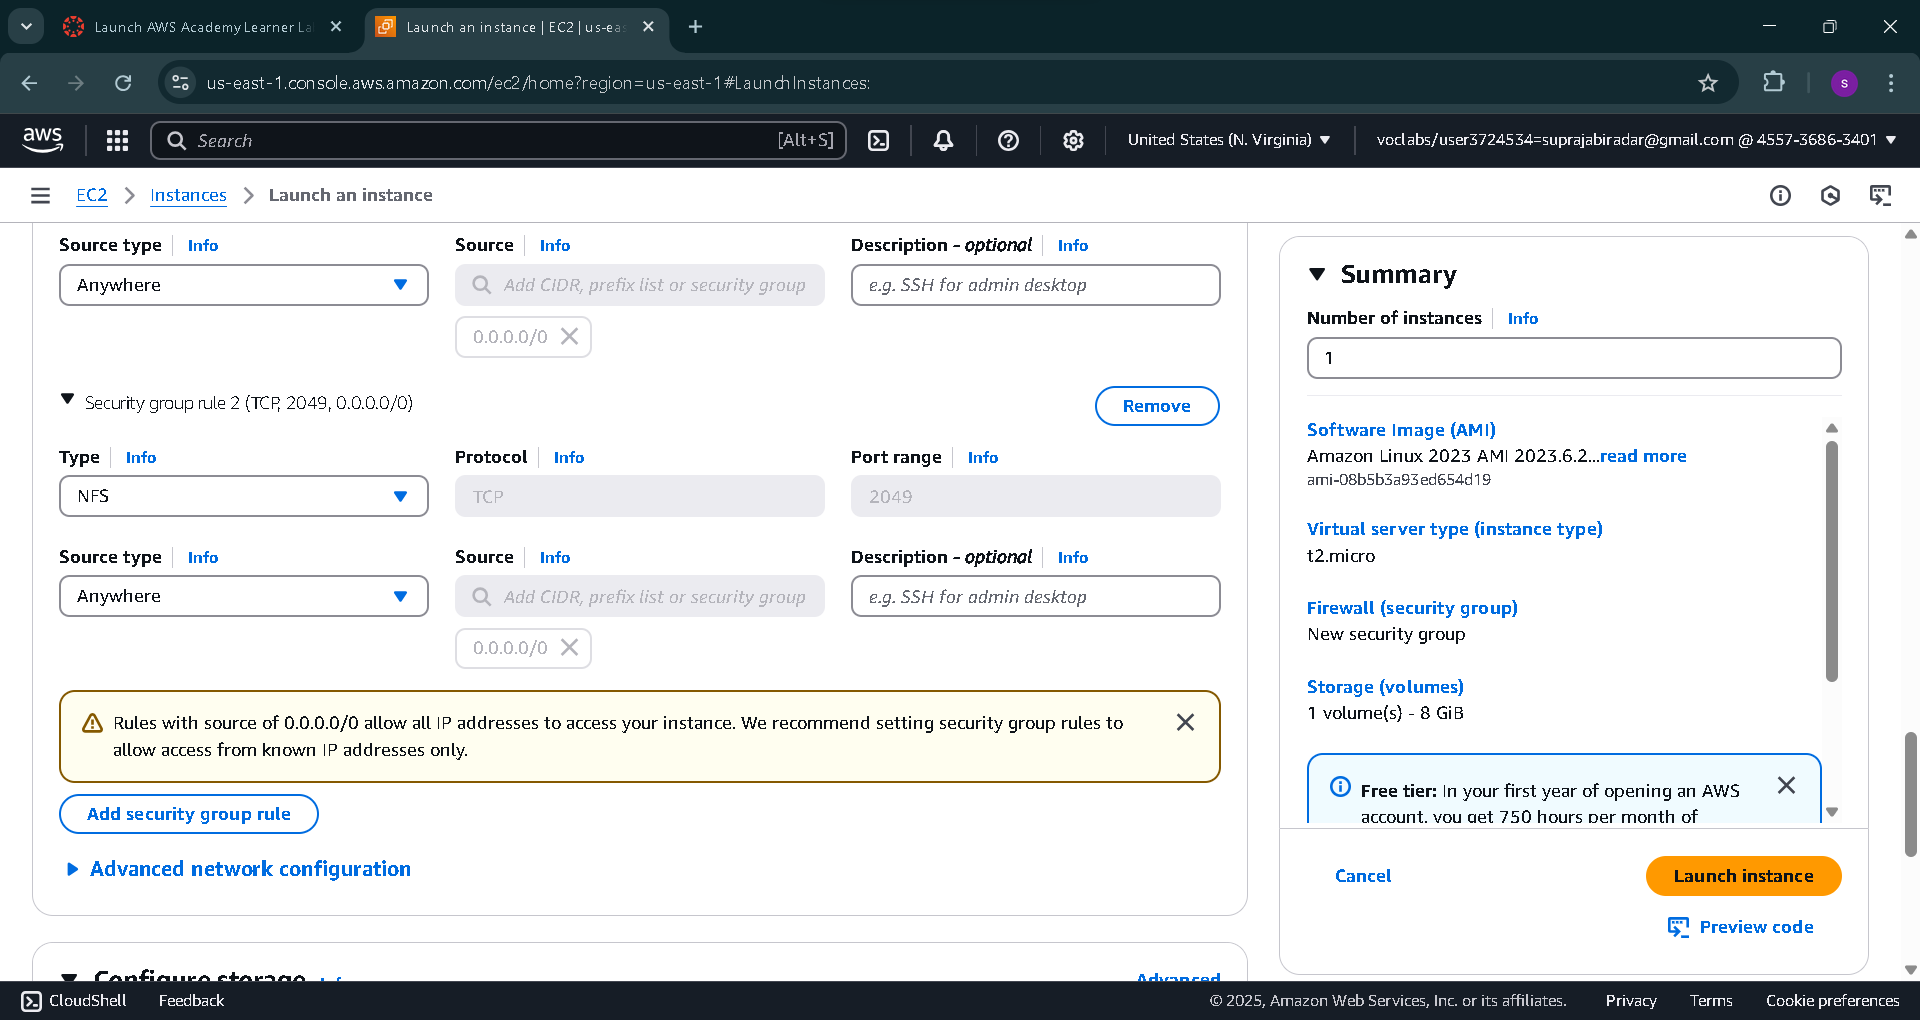 Launch AWS Academy Learner La
Launch an instance | EC2 | us-eas
us-east-1.console.aws.amazon.com/ec2/home?region=us-east-1#LaunchInstances:
S
aws
Search
[Alt+S]
United States (N. Virginia)
voclabs/user3724534=suprajabiradar@gmail.com @ 4557-3686-3401
EC2
Instances
Launch an instance
Source type Info
Source Info
Description - optional Info
Anywhere
Add CIDR, prefix list or security group
e.g. SSH for admin desktop
0.0.0.0/0
Security group rule 2 (TCP, 2049, 0.0.0.0/0)
Remove
Type Info
Protocol Info
Port range Info
NFS
TCP
2049
Source type Info
Source Info
Description - optional Info
Anywhere
Add CIDR, prefix list or security group
e.g. SSH for admin desktop
0.0.0.0/0
Rules with source of 0.0.0.0/0 allow all IP addresses to access your instance. We recommend setting security group rules to
allow access from known IP addresses only.
Add security group rule
Advanced network configuration
Configure storage Info
Advanced
Summary
Number of instances Info
1
Software Image (AMI)
Amazon Linux 2023 AMI 2023.6.2...read more
ami-08b5b3a93ed654d19
Virtual server type (instance type)
t2.micro
Firewall (security group)
New security group
Storage (volumes)
1 volume(s) - 8 GiB
Free tier: In your first year of opening an AWS
account, you get 750 hours per month of
Cancel
Launch instance
Preview code
CloudShell
Feedback
© 2025, Amazon Web Services, Inc. or its affiliates.
Privacy
Terms
Cookie preferences